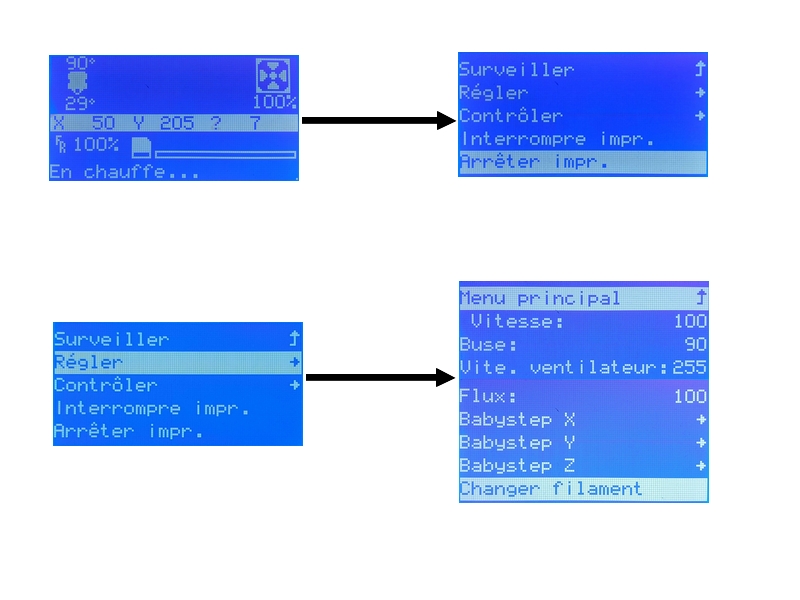 90°
29°
100%
X 50 Y 205 ? 7
FR 100%
En chauffe...
Surveiller
Régler
Contrôler
Interrompre impr.
Arrêter impr.
Surveiller
Régler
Contrôler
Interrompre impr.
Arrêter impr.
Menu principal
Vitesse: 100
Buse: 90
Vite. ventilateur:255
Flux: 100
Babystep X
Babystep Y
Babystep Z
Changer filament